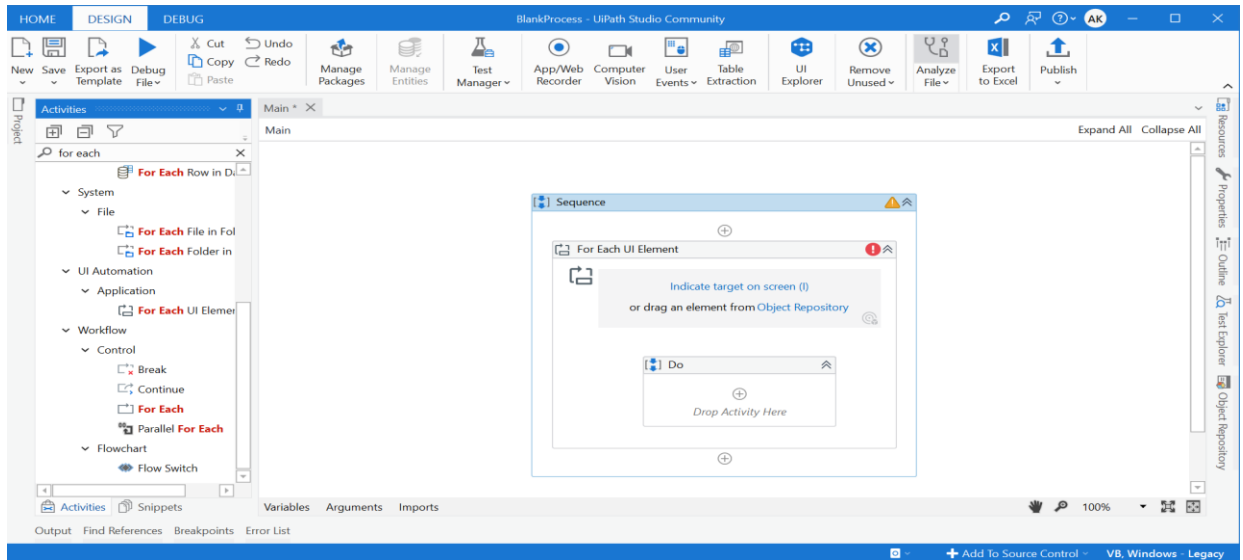 HOME DESIGN DEBUG BlankProcess - UiPath Studio Community AK
New Save Export as Template Debug File Cut Copy Paste Undo Redo Manage Packages Manage Entities Test Manager App/Web Recorder Computer Vision User Events Table Extraction UI Explorer Remove Unused Analyze File Export to Excel Publish
Project
Activities
for each
For Each Row in Da
System
File
For Each File in Fol
For Each Folder in
UI Automation
Application
For Each UI Elemer
Workflow
Control
Break
Continue
For Each
Parallel For Each
Flowchart
Flow Switch
Activities Snippets
Main *
Main Expand All Collapse All
Sequence
For Each UI Element
Indicate target on screen (I)
or drag an element from Object Repository
Do
Drop Activity Here
Variables Arguments Imports 100%
Resources
Properties
Outline
Test Explorer
Object Repository
Output Find References Breakpoints Error List
Add To Source Control VB, Windows - Legacy